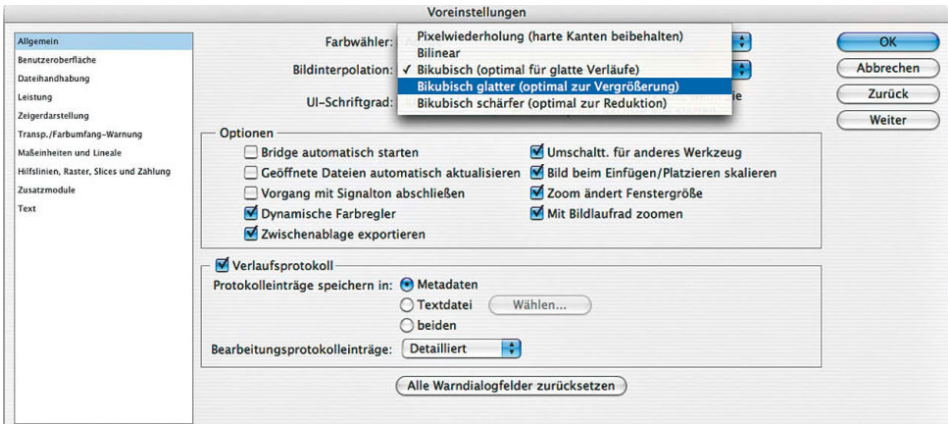 Voreinstellungen
Allgemein
Benutzeroberfläche
Dateihandhabung
Leistung
Zeigerdarstellung
Transp./Farbumfang-Warnung
Maßeinheiten und Lineale
Hilfslinien, Raster, Slices und Zählung
Zusatzmodule
Text
Farbwähler:
Bildinterpolation:
UI-Schriftgrad:
Pixelwiederholung (harte Kanten beibehalten)
Bilinear
✓ Bikubisch (optimal für glatte Verläufe)
Bikubisch glatter (optimal zur Vergrößerung)
Bikubisch schärfer (optimal zur Reduktion)
OK
Abbrechen
Zurück
Weiter
Optionen
Bridge automatisch starten
Geöffnete Dateien automatisch aktualisieren
Vorgang mit Signalton abschließen
Dynamische Farbregler
Zwischenablage exportieren
Umschaltt. für anderes Werkzeug
Bild beim Einfügen/Platzieren skalieren
Zoom ändert Fenstergröße
Mit Bildlaufrad zoomen
Verlaufsprotokoll
Protokolleinträge speichern in:
Metadaten
Textdatei
Wählen...
beiden
Bearbeitungsprotokolleinträge:
Detailliert
Alle Warndialogfelder zurücksetzen